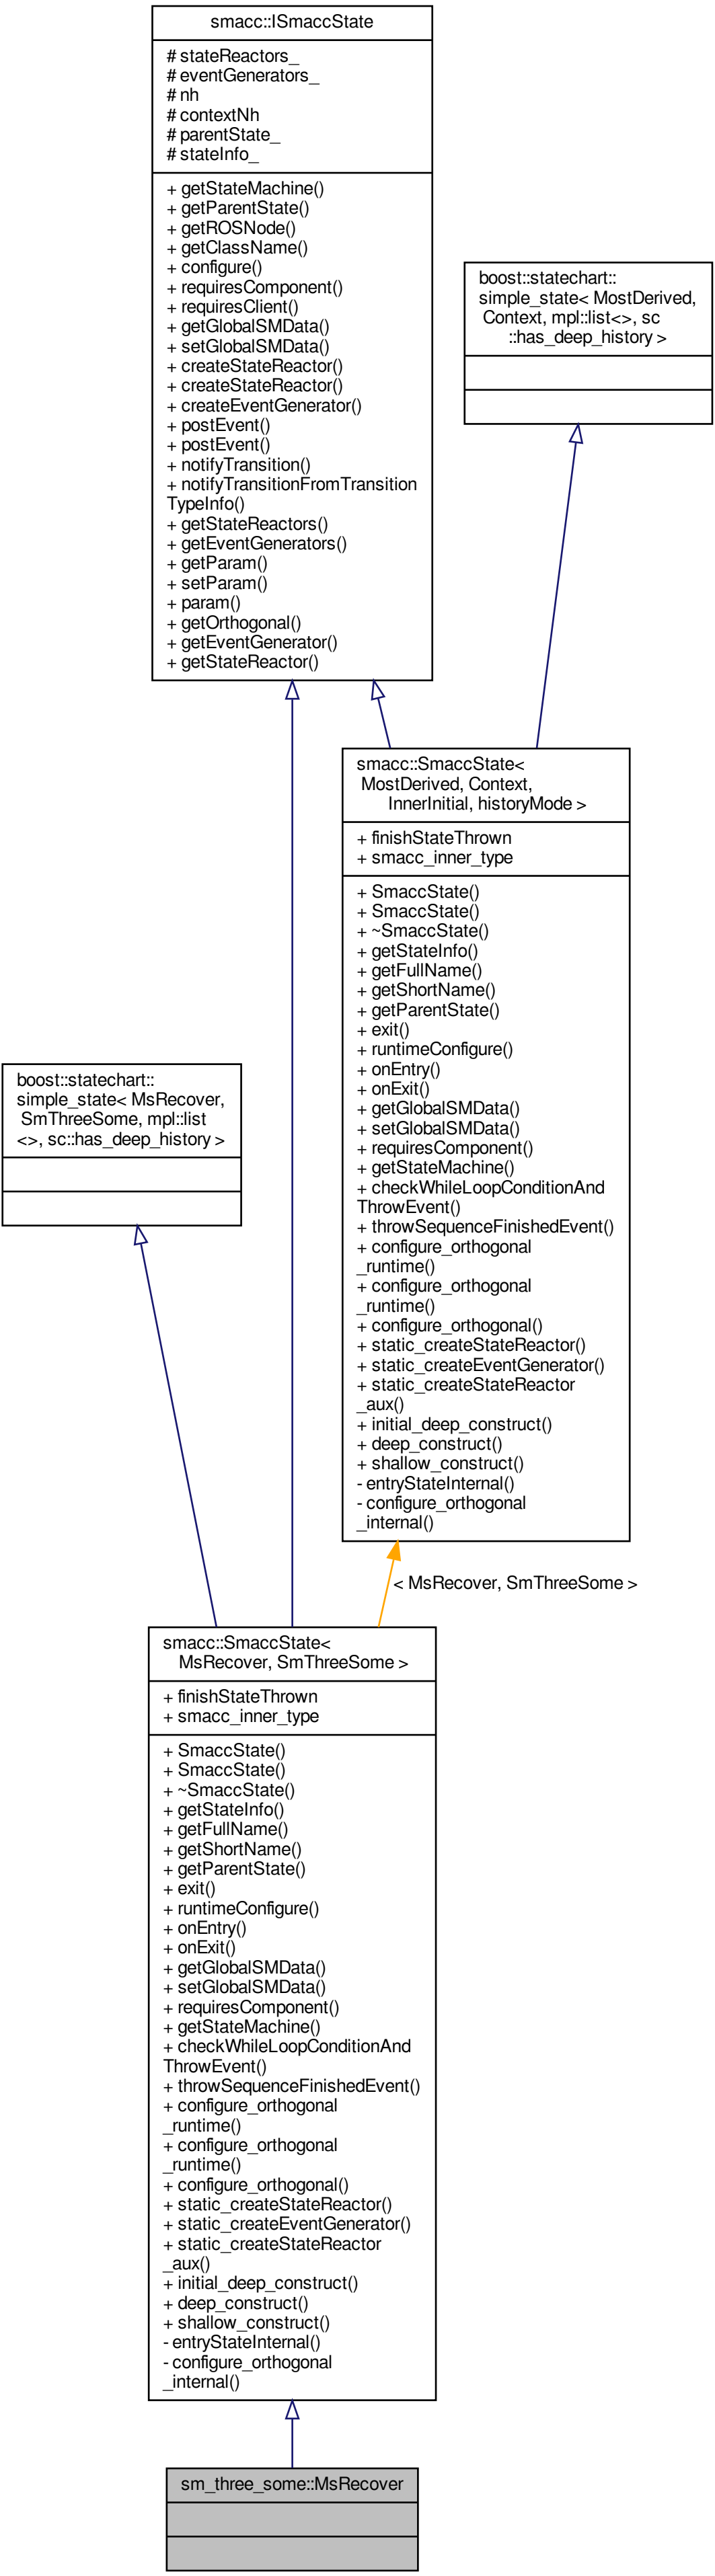 smacc::ISmaccState
# stateReactors_
# eventGenerators_
# nh
# contextNh
# parentState_
# stateInfo_
+ getStateMachine()
+ getParentState()
+ getROSNode()
+ getClassName()
+ configure()
+ requiresComponent()
+ requiresClient()
+ getGlobalSMData()
+ setGlobalSMData()
+ createStateReactor()
+ createStateReactor()
+ createEventGenerator()
+ postEvent()
+ postEvent()
+ notifyTransition()
+ notifyTransitionFromTransition
TypeInfo()
+ getStateReactors()
+ getEventGenerators()
+ getParam()
+ setParam()
+ param()
+ getOrthogonal()
+ getEventGenerator()
+ getStateReactor()
boost::statechart::
simple_state< MostDerived,
Context, mpl::list<>, sc
::has_deep_history >
smacc::SmaccState<
MostDerived, Context,
InnerInitial, historyMode >
+ finishStateThrown
+ smacc_inner_type
+ SmaccState()
+ SmaccState()
+ ~SmaccState()
+ getStateInfo()
+ getFullName()
+ getShortName()
+ getParentState()
+ exit()
+ runtimeConfigure()
+ onEntry()
+ onExit()
+ getGlobalSMData()
+ setGlobalSMData()
+ requiresComponent()
+ getStateMachine()
+ checkWhileLoopConditionAnd
ThrowEvent()
+ throwSequenceFinishedEvent()
+ configure_orthogonal
_runtime()
+ configure_orthogonal
_runtime()
+ configure_orthogonal()
+ static_createStateReactor()
+ static_createEventGenerator()
+ static_createStateReactor
_aux()
+ initial_deep_construct()
+ deep_construct()
+ shallow_construct()
- entryStateInternal()
- configure_orthogonal
_internal()
boost::statechart::
simple_state< MsRecover,
SmThreeSome, mpl::list
<>, sc::has_deep_history >
< MsRecover, SmThreeSome >
smacc::SmaccState<
MsRecover, SmThreeSome >
+ finishStateThrown
+ smacc_inner_type
+ SmaccState()
+ SmaccState()
+ ~SmaccState()
+ getStateInfo()
+ getFullName()
+ getShortName()
+ getParentState()
+ exit()
+ runtimeConfigure()
+ onEntry()
+ onExit()
+ getGlobalSMData()
+ setGlobalSMData()
+ requiresComponent()
+ getStateMachine()
+ checkWhileLoopConditionAnd
ThrowEvent()
+ throwSequenceFinishedEvent()
+ configure_orthogonal
_runtime()
+ configure_orthogonal
_runtime()
+ configure_orthogonal()
+ static_createStateReactor()
+ static_createEventGenerator()
+ static_createStateReactor
_aux()
+ initial_deep_construct()
+ deep_construct()
+ shallow_construct()
- entryStateInternal()
- configure_orthogonal
_internal()
sm_three_some::MsRecover